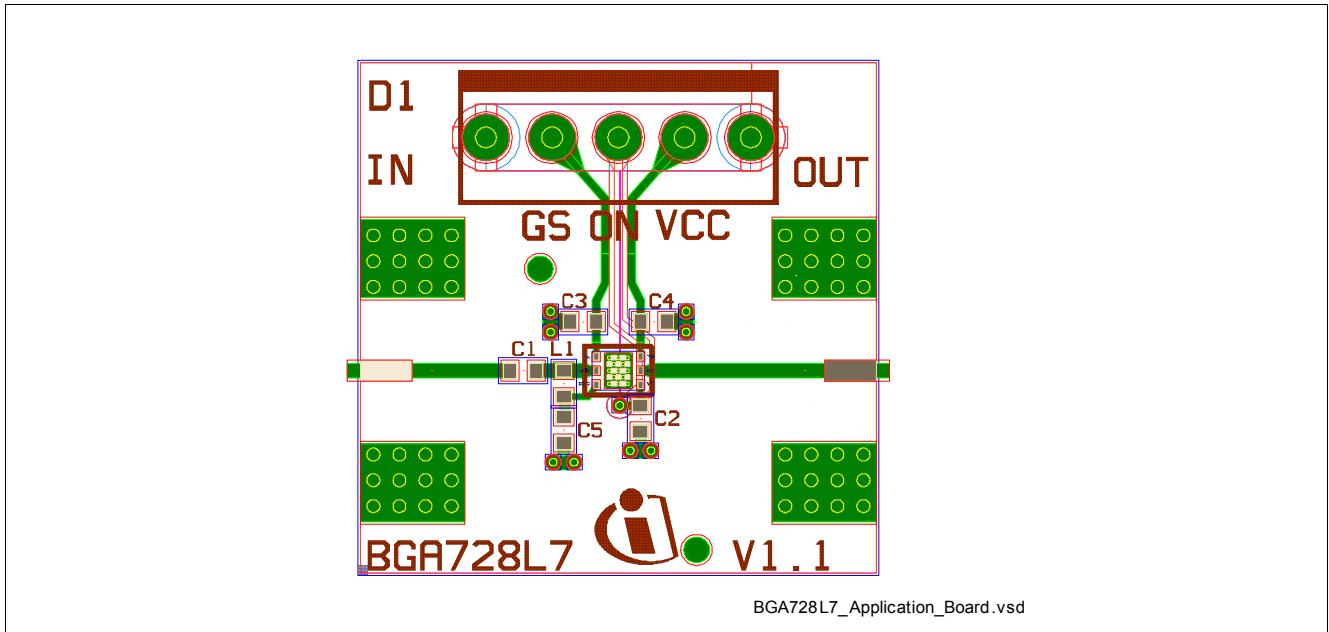 D1
IN
OUT
GS ON VCC
C3
C4
C1 L1
C2
C5
BGA728L7
V1.1
BGA728L7_Application_Board.vsd